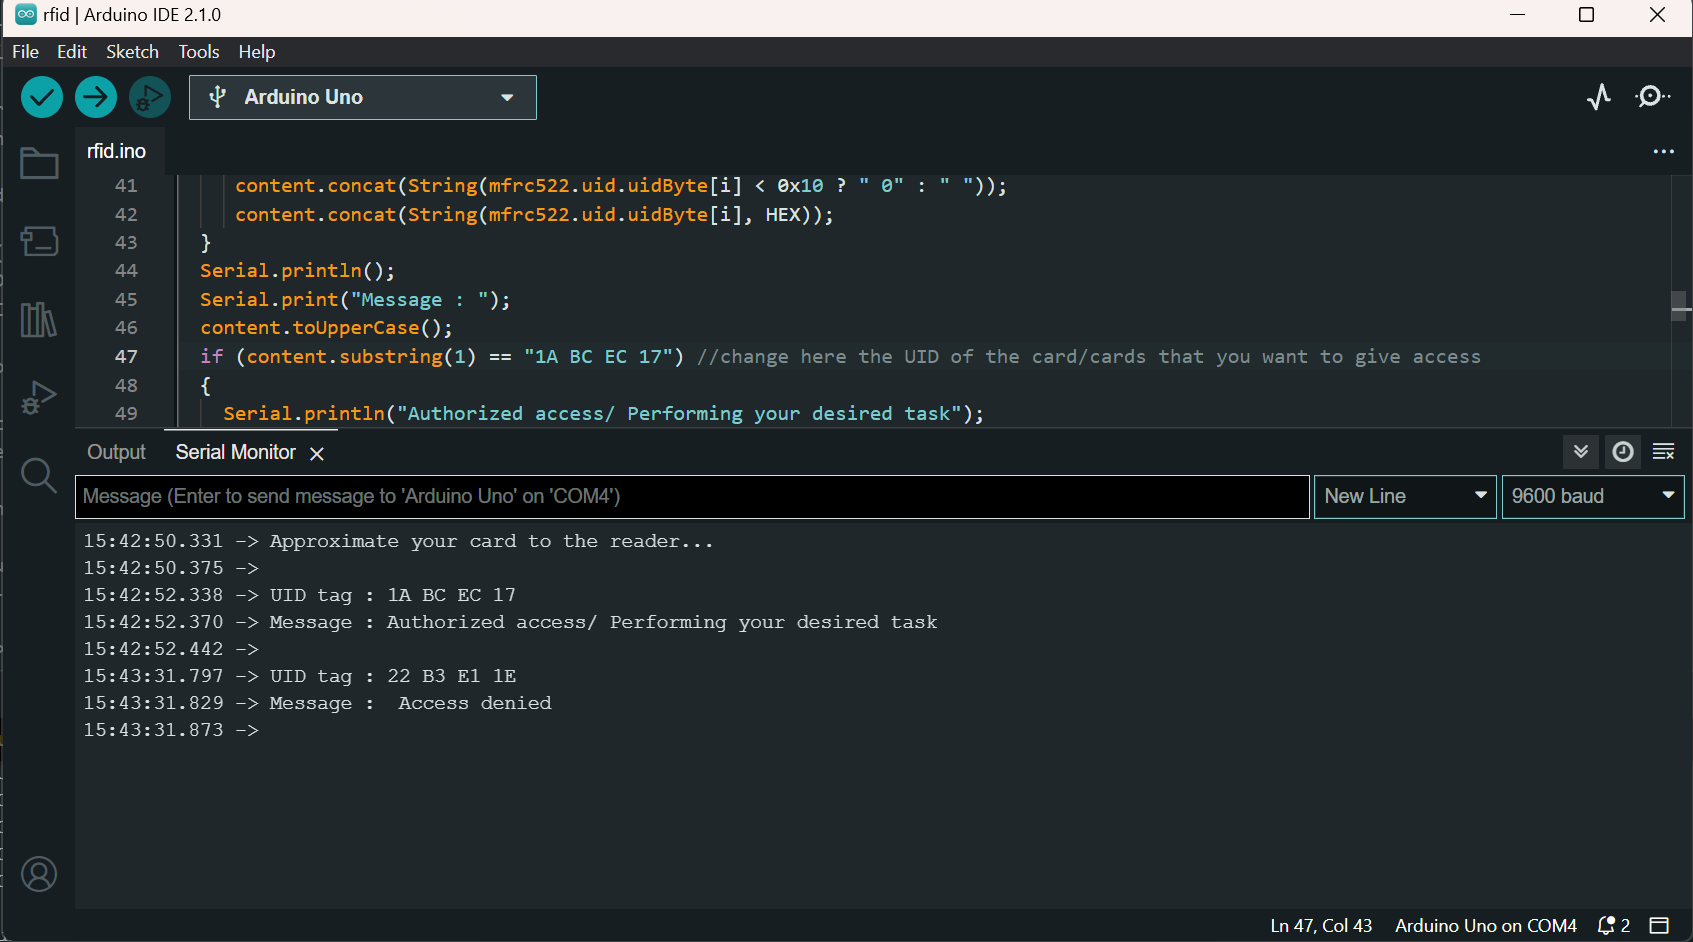 rfid | Arduino IDE 2.1.0
File Edit Sketch Tools Help
Arduino Uno
rfid.ino
41 content.concat(String(mfrc522.uid.uidByte[i] < 0x10 ? " 0" : " "));
42 content.concat(String(mfrc522.uid.uidByte[i], HEX));
43 }
44 Serial.println();
45 Serial.print("Message : ");
46 content.toUpperCase();
47 if (content.substring(1) == "1A BC EC 17") //change here the UID of the card/cards that you want to give access
48 {
49 Serial.println("Authorized access/ Performing your desired task");
Output Serial Monitor
Message (Enter to send message to 'Arduino Uno' on 'COM4') New Line 9600 baud
15:42:50.331 -> Approximate your card to the reader...
15:42:50.375 ->
15:42:52.338 -> UID tag : 1A BC EC 17
15:42:52.370 -> Message : Authorized access/ Performing your desired task
15:42:52.442 ->
15:43:31.797 -> UID tag : 22 B3 E1 1E
15:43:31.829 -> Message :  Access denied
15:43:31.873 ->
Ln 47, Col 43 Arduino Uno on COM4 2